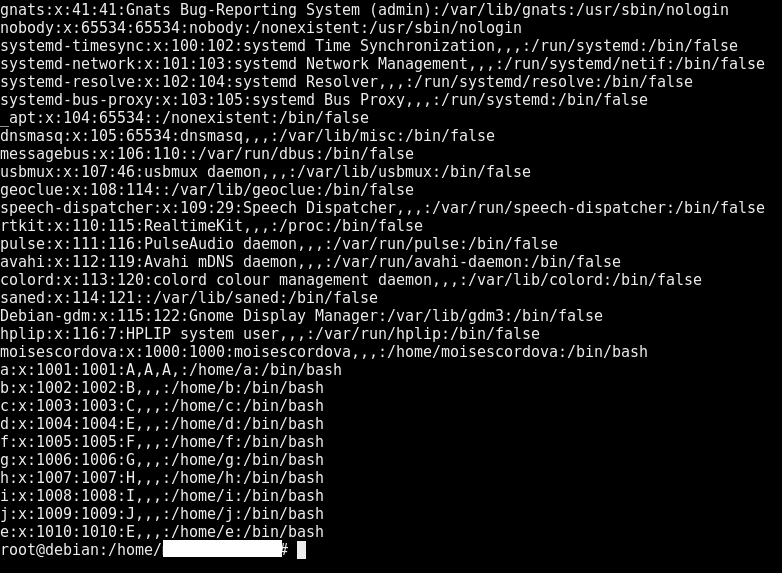 gnats:x:41:41:Gnats Bug-Reporting System (admin):/var/lib/gnats:/usr/sbin/nologin
nobody:x:65534:65534:nobody:/nonexistent:/usr/sbin/nologin
systemd-timesync:x:100:102:systemd Time Synchronization,,,:/run/systemd:/bin/false
systemd-network:x:101:103:systemd Network Management,,,:/run/systemd/netif:/bin/false
systemd-resolve:x:102:104:systemd Resolver,,,:/run/systemd/resolve:/bin/false
systemd-bus-proxy:x:103:105:systemd Bus Proxy,,,:/run/systemd:/bin/false
_apt:x:104:65534::/nonexistent:/bin/false
dnsmasq:x:105:65534:dnsmasq,,,:/var/lib/misc:/bin/false
messagebus:x:106:110::/var/run/dbus:/bin/false
usbmux:x:107:46:usbmux daemon,,,:/var/lib/usbmux:/bin/false
geoclue:x:108:114::/var/lib/geoclue:/bin/false
speech-dispatcher:x:109:29:Speech Dispatcher,,,:/var/run/speech-dispatcher:/bin/false
rtkit:x:110:115:RealtimeKit,,,:/proc:/bin/false
pulse:x:111:116:PulseAudio daemon,,,:/var/run/pulse:/bin/false
avahi:x:112:119:Avahi mDNS daemon,,,:/var/run/avahi-daemon:/bin/false
colord:x:113:120:colord colour management daemon,,,:/var/lib/colord:/bin/false
saned:x:114:121::/var/lib/saned:/bin/false
Debian-gdm:x:115:122:Gnome Display Manager:/var/lib/gdm3:/bin/false
hplip:x:116:7:HPLIP system user,,,:/var/run/hplip:/bin/false
moisescordova:x:1000:1000:moisescordova,,,:/home/moisescordova:/bin/bash
a:x:1001:1001:A,A,A,:/home/a:/bin/bash
b:x:1002:1002:B,,,:/home/b:/bin/bash
c:x:1003:1003:C,,,:/home/c:/bin/bash
d:x:1004:1004:E,,,:/home/d:/bin/bash
f:x:1005:1005:F,,,:/home/f:/bin/bash
g:x:1006:1006:G,,,:/home/g:/bin/bash
h:x:1007:1007:H,,,:/home/h:/bin/bash
i:x:1008:1008:I,,,:/home/i:/bin/bash
j:x:1009:1009:J,,,:/home/j:/bin/bash
e:x:1010:1010:E,,,:/home/e:/bin/bash
root@debian:/home/ #